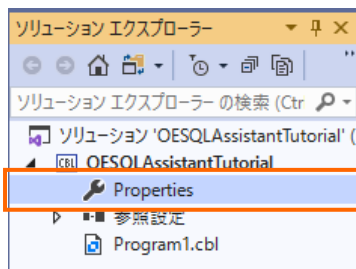 ソリューション エクスプローラー
ソリューション エクスプローラー の検索 (Ctr
ソリューション 'OESQLAssistantTutorial' (
CBL OESQLAssistantTutorial
Properties
参照設定
Program1.cbl